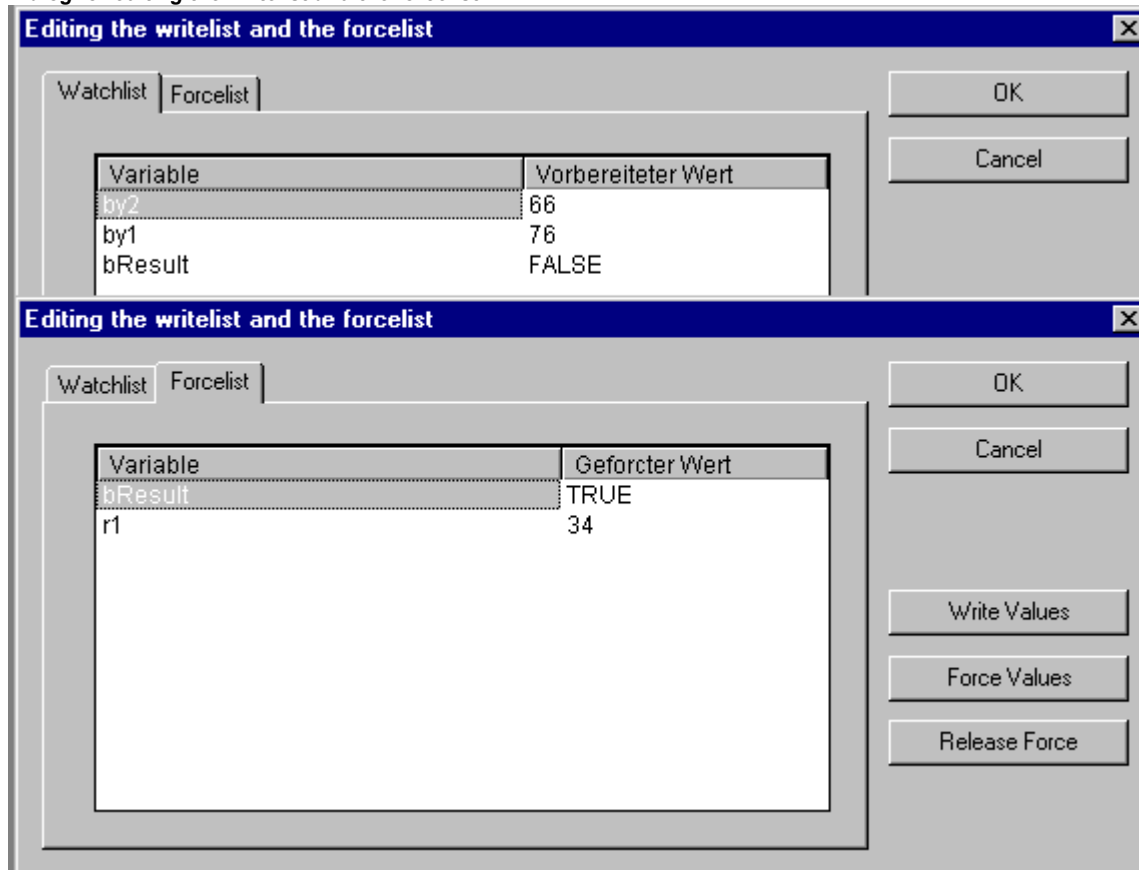 Editing the writelist and the forcelist
Watchlist Forcelist
OK
Cancel
Variable Vorbereiteter Wert
by2 66
by1 76
bResult FALSE
Editing the writelist and the forcelist
Watchlist Forcelist
OK
Cancel
Variable Geforcter Wert
bResult TRUE
r1 34
Write Values
Force Values
Release Force